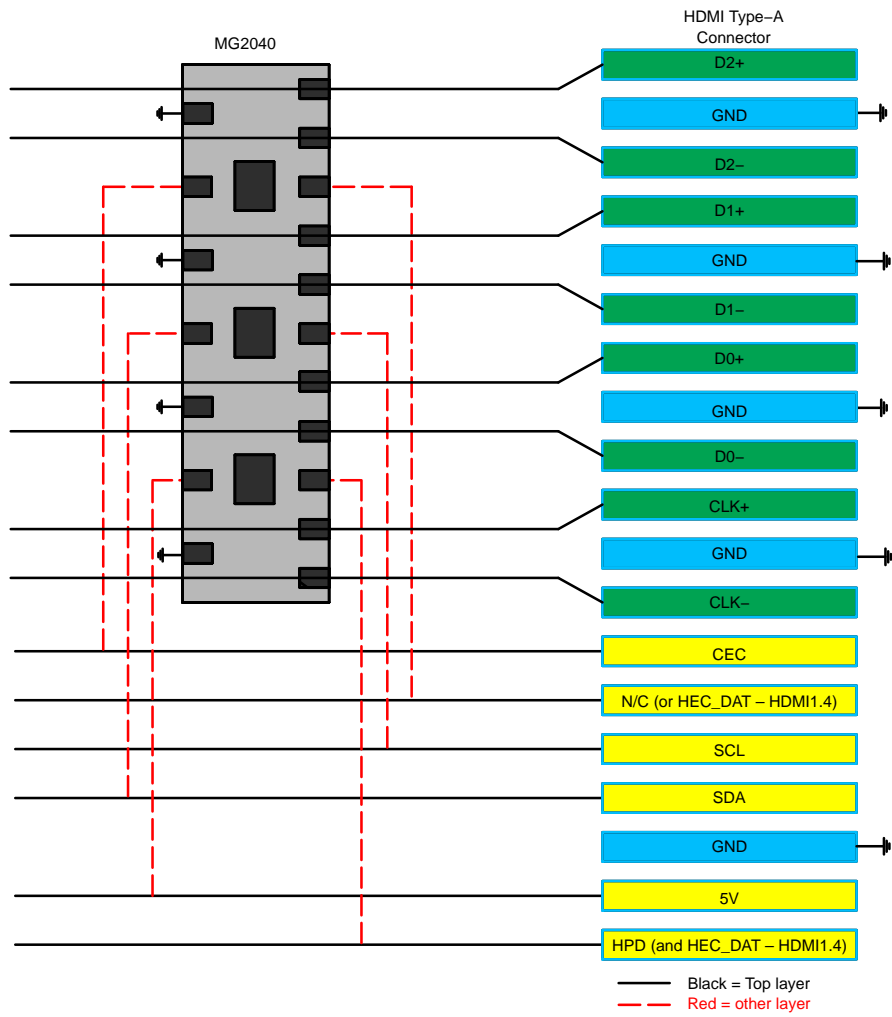 HDMI Type−A
Connector
MG2040
D2+
GND
D2−
D1+
GND
D1−
D0+
GND
D0−
CLK+
GND
CLK−
CEC
N/C (or HEC_DAT − HDMI1.4)
SCL
SDA
GND
5V
HPD (and HEC_DAT − HDMI1.4)
Black = Top layer
Red = other layer